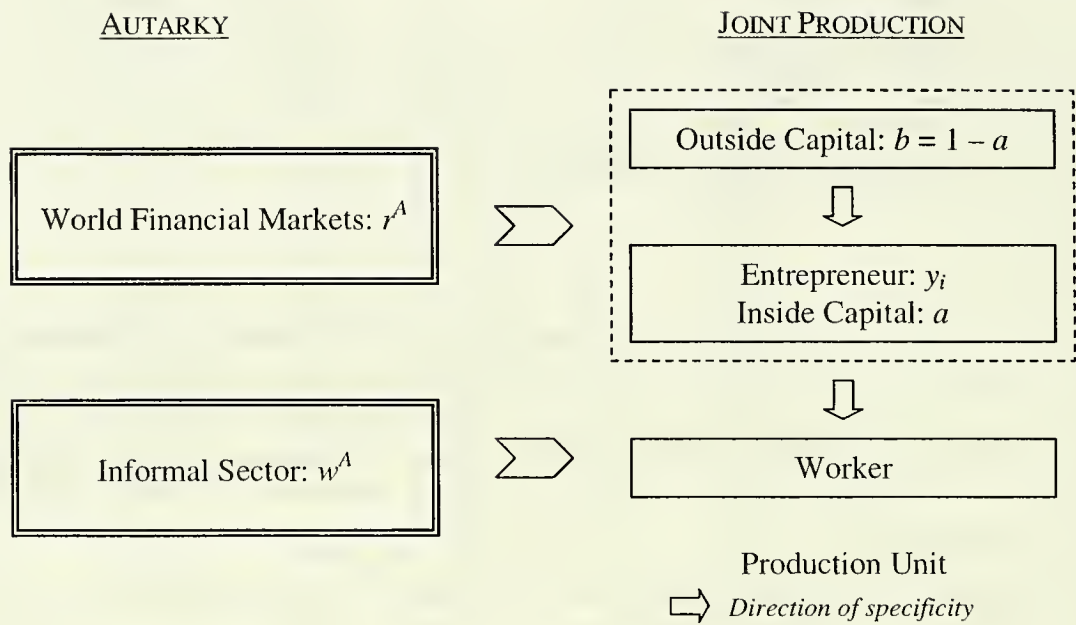 AUTARKY
JOINT PRODUCTION
Outside Capital: b = 1 – a
World Financial Markets: r^A
Entrepreneur: y_i
Inside Capital: a
Informal Sector: w^A
Worker
Production Unit
Direction of specificity